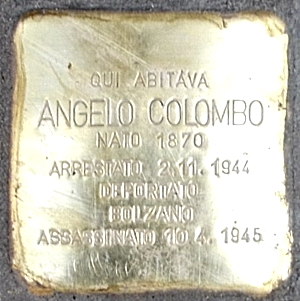 QUI ABITAVA
ANGELO COLOMBO
NATO 1870
ARRESTATO 2.11.1944
DEPORTATO
BOLZANO
ASSASSINATO 10.4.1945